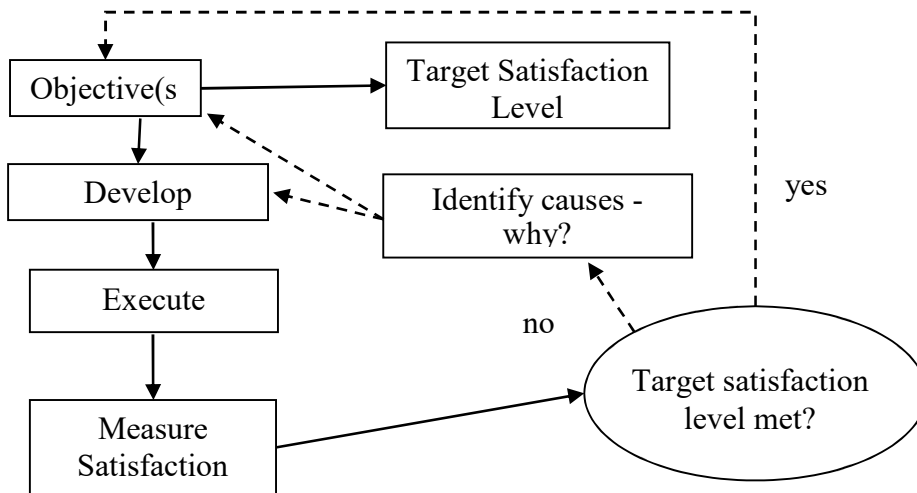 Objective(s
Target Satisfaction
Level
Develop
Identify causes -
why?
yes
Execute
no
Target satisfaction
level met?
Measure
Satisfaction